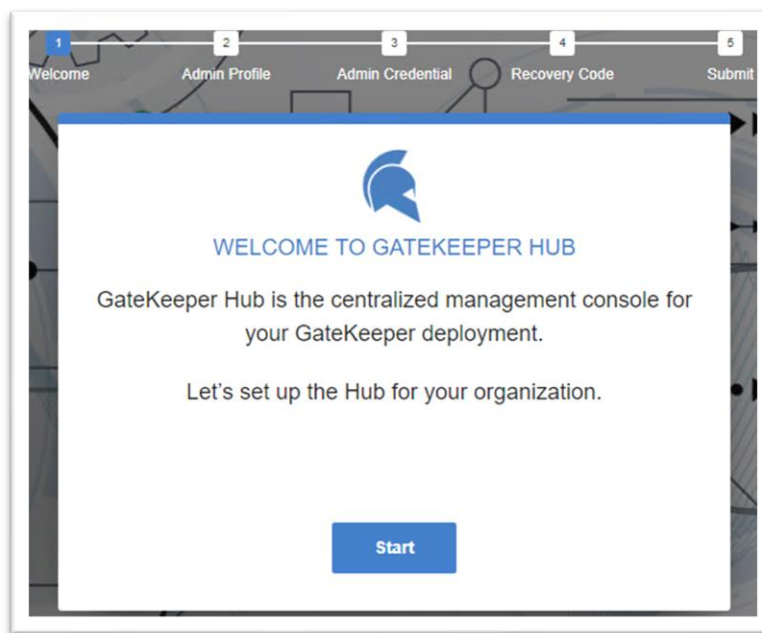 1 2 3 4 5
Welcome Admin Profile Admin Credential Recovery Code Submit
WELCOME TO GATEKEEPER HUB
GateKeeper Hub is the centralized management console for
your GateKeeper deployment.
Let's set up the Hub for your organization.
Start